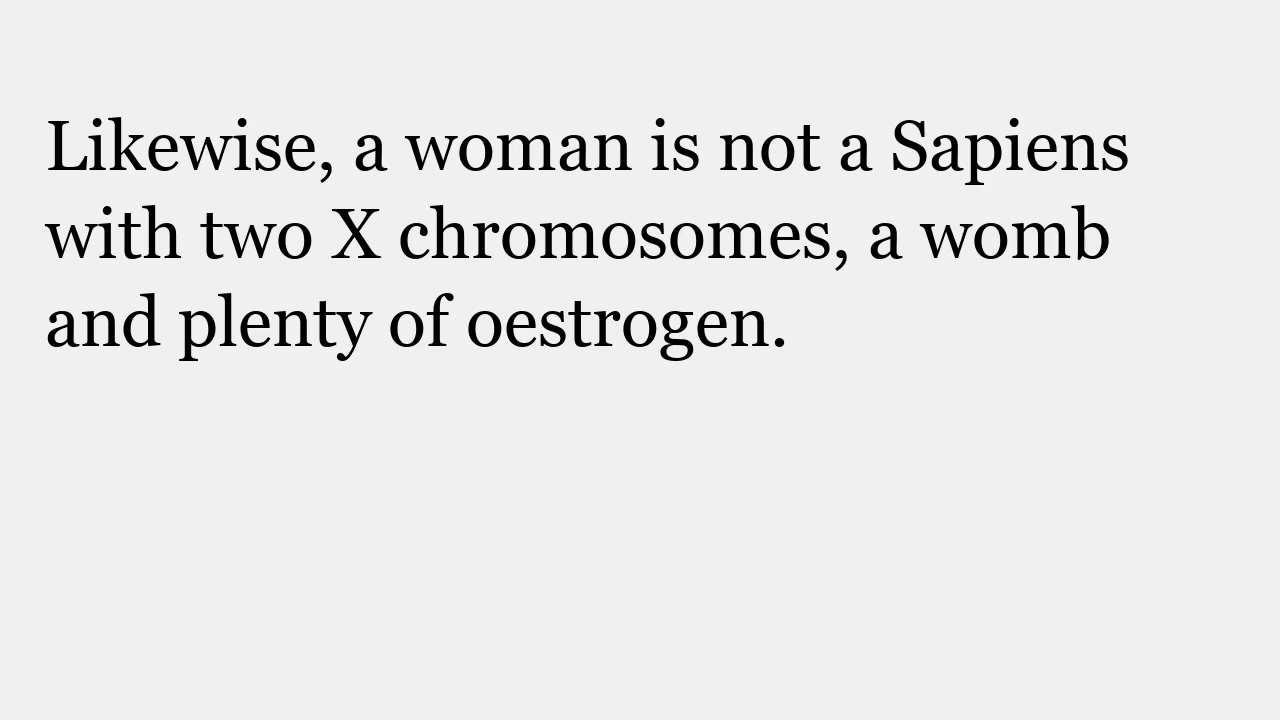 Likewise, a woman is not a Sapiens
with two X chromosomes, a womb
and plenty of oestrogen.